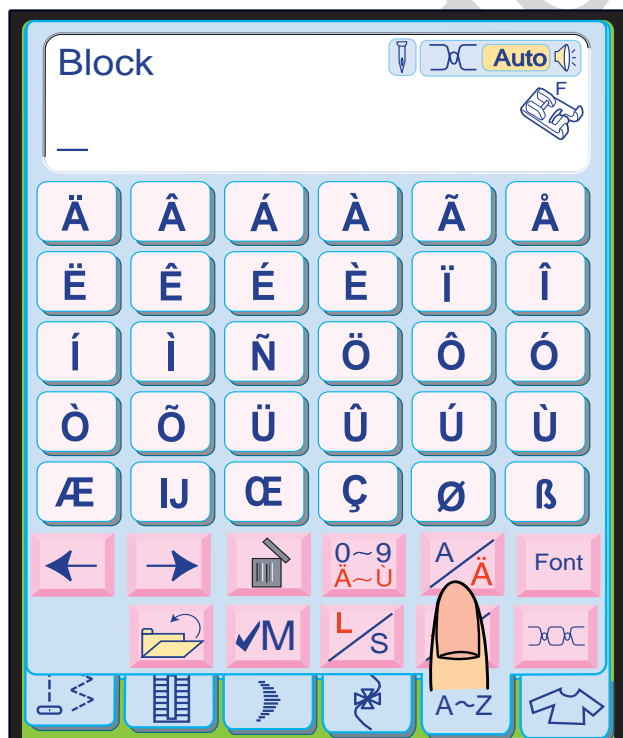 Block
Auto
F
_
Ä Â Á À Ã Å
Ë Ê É È Ï Î
Í Ì Ñ Ö Ô Ó
Ò Õ Ü Û Ú Ù
Æ IJ Œ Ç Ø ß
0~9 A Font
Ä~Ù Ä
✓M L/S
A~Z